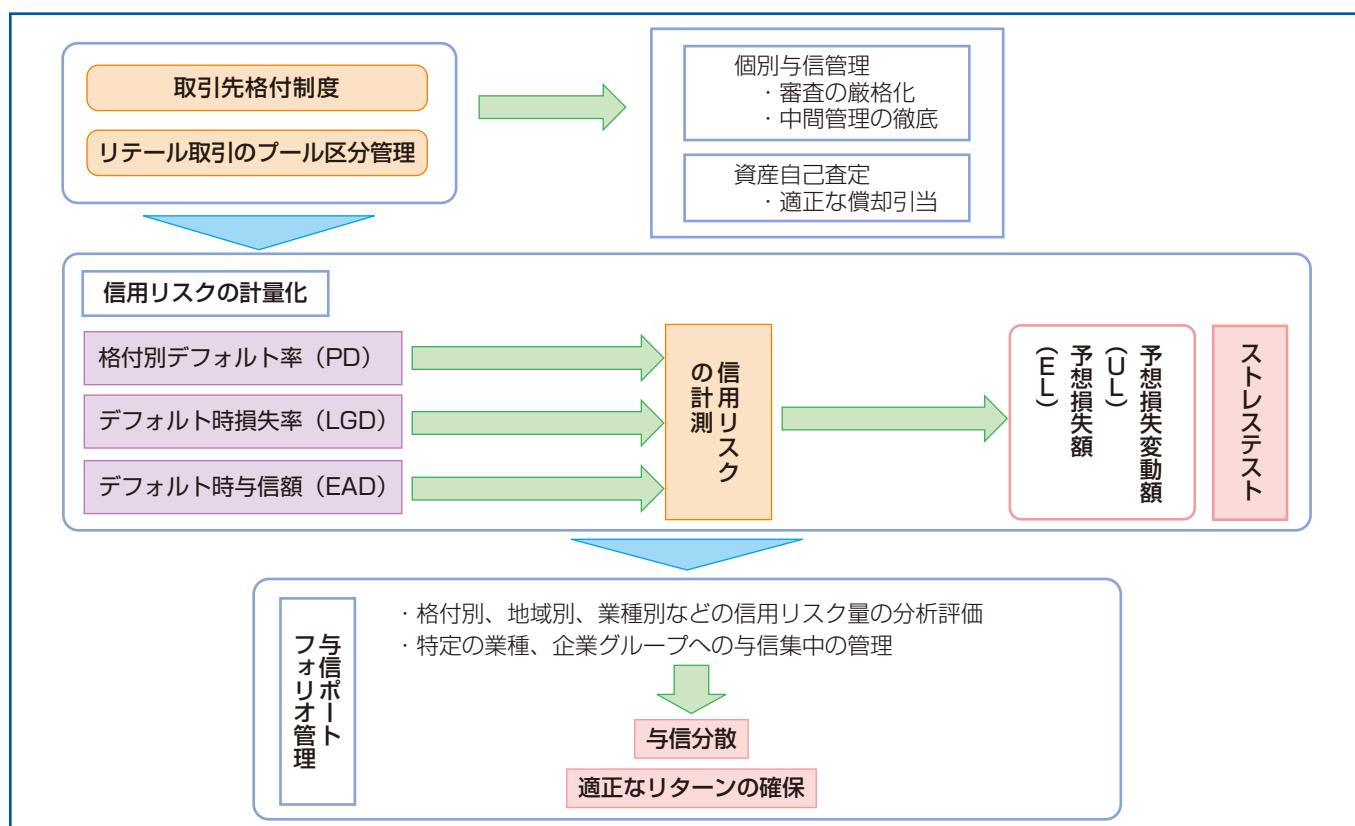 取引先格付制度
リテール取引のプール区分管理
個別与信管理
・審査の厳格化
・中間管理の徹底
資産自己査定
・適正な償却引当
信用リスクの計量化
格付別デフォルト率（PD）
デフォルト時損失率（LGD）
デフォルト時与信額（EAD）
信用リスク
の計測
予想損失変動額
（UL）
予想損失額
（EL）
ストレステスト
与信ポート
フォリオ管理
・格付別、地域別、業種別などの信用リスク量の分析評価
・特定の業種、企業グループへの与信集中の管理
与信分散
適正なリターンの確保